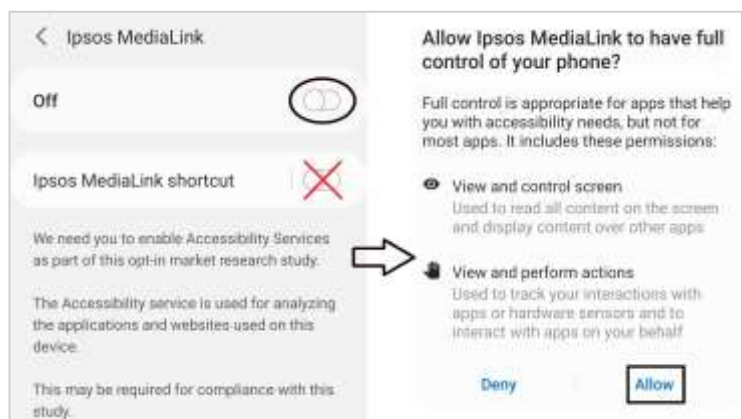 Ipsos MediaLink
Off
Ipsos MediaLink shortcut
We need you to enable Accessibility Services
as part of this opt-in market research study.
The Accessibility service is used for analyzing
the applications and websites used on this
device.
This may be required for compliance with this
study.
Allow Ipsos MediaLink to have full
control of your phone?
Full control is appropriate for apps that help
you with accessibility needs, but not for
most apps. It includes these permissions:
View and control screen
Used to read all content on the screen
and display content over other apps
View and perform actions
Used to track your interactions with
apps or hardware sensors and to
interact with apps on your behalf
Deny
Allow